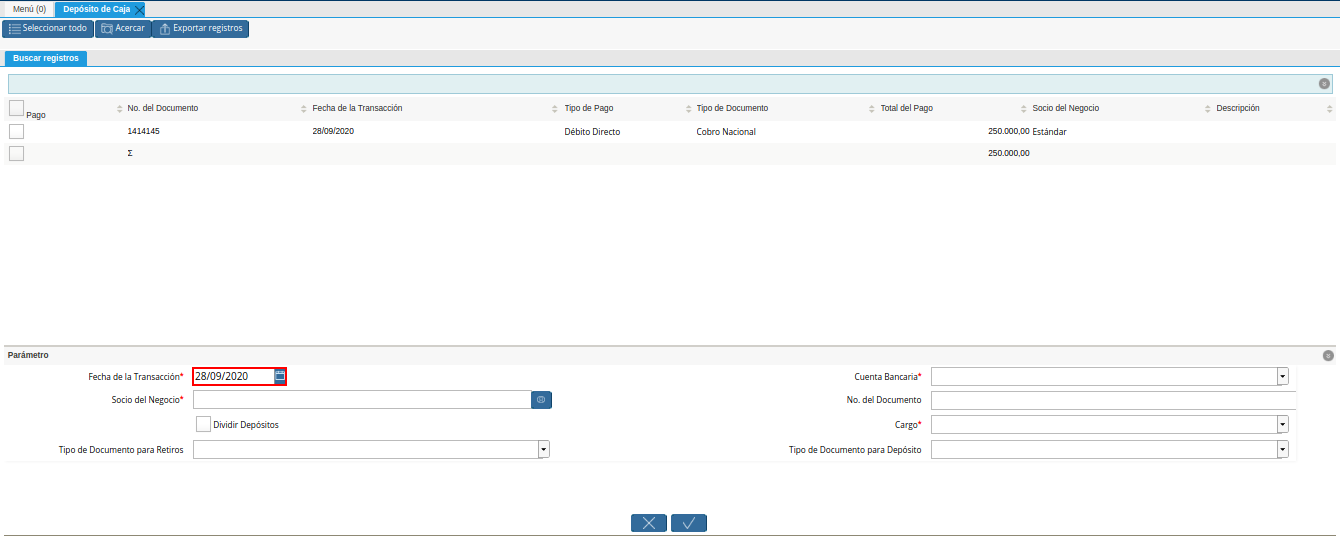 Menú (0) Depósito de Caja
Seleccionar todo Acercar Exportar registros
Buscar registros
Pago No. del Documento Fecha de la Transacción Tipo de Pago Tipo de Documento Total del Pago Socio del Negocio Descripción
1414145 28/09/2020 Débito Directo Cobro Nacional 250.000,00 Estándar
Σ 250.000,00
Parámetro
Fecha de la Transacción* 28/09/2020 Cuenta Bancaria*
Socio del Negocio* No. del Documento
Dividir Depósitos Cargo*
Tipo de Documento para Retiros Tipo de Documento para Depósito